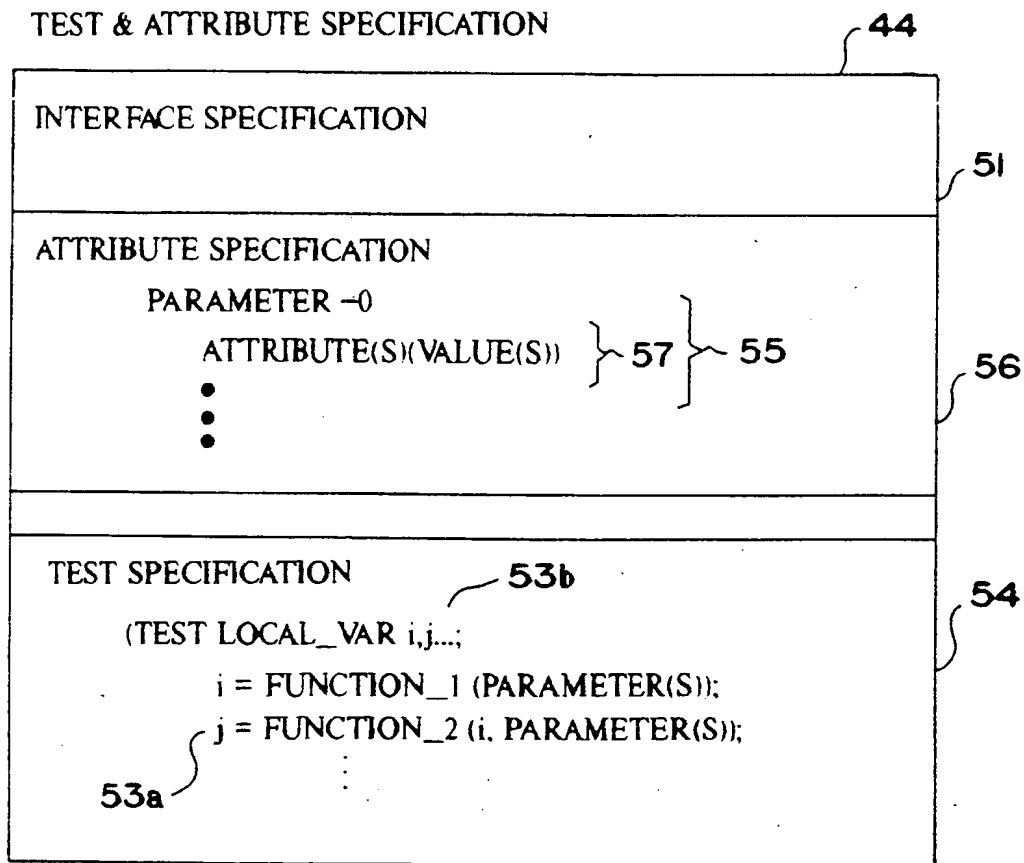 TEST & ATTRIBUTE SPECIFICATION
44
INTERFACE SPECIFICATION
51
ATTRIBUTE SPECIFICATION
PARAMETER -0
ATTRIBUTE(S)(VALUE(S)) 57 55
56
TEST SPECIFICATION
53b
54
(TEST LOCAL_VAR i,j...;
i = FUNCTION_1 (PARAMETER(S));
j = FUNCTION_2 (i, PARAMETER(S));
53a